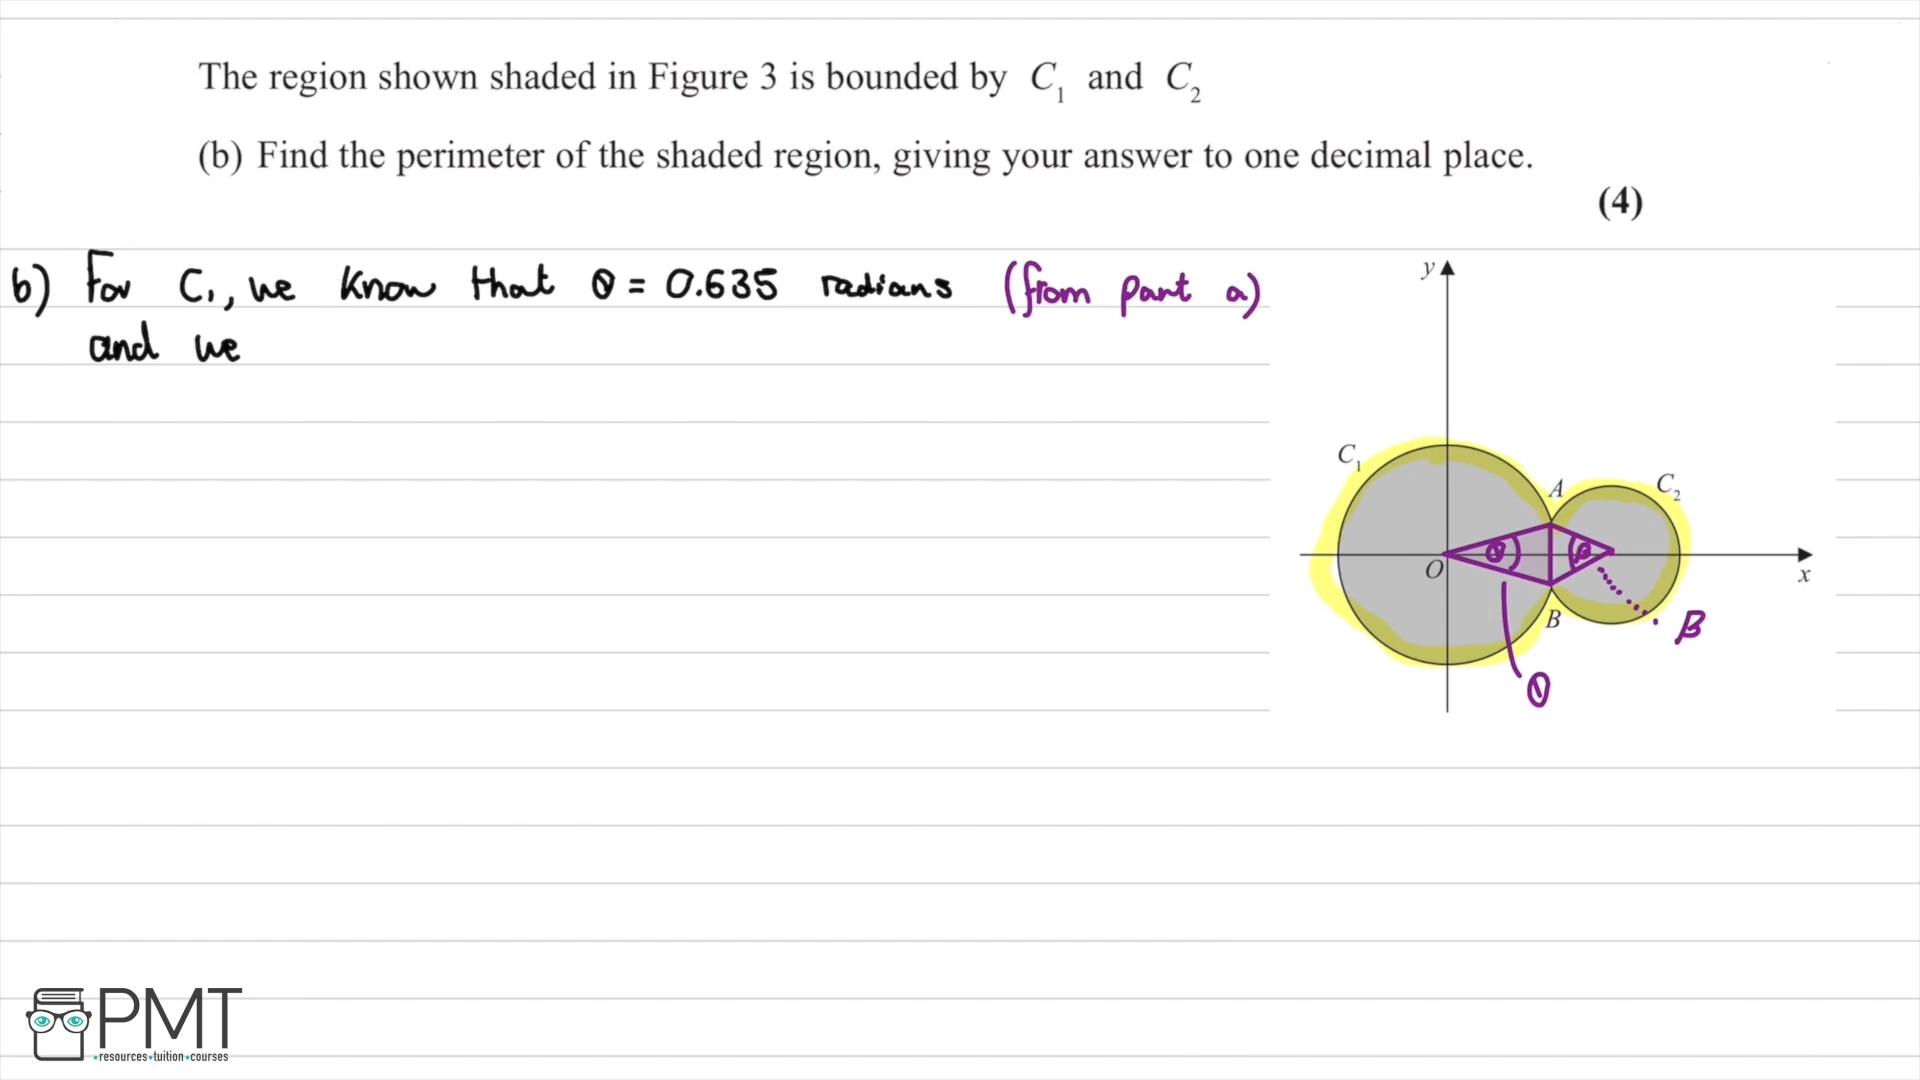 The region shown shaded in Figure 3 is bounded by C₁ and C₂
(b) Find the perimeter of the shaded region, giving your answer to one decimal place.
(4)
b) For C₁, we know that θ = 0.635 radians (from part a)
and we
y
C₁
A
C₂
θ
β
O
x
B
β
θ
PMT
resources•tuition•courses